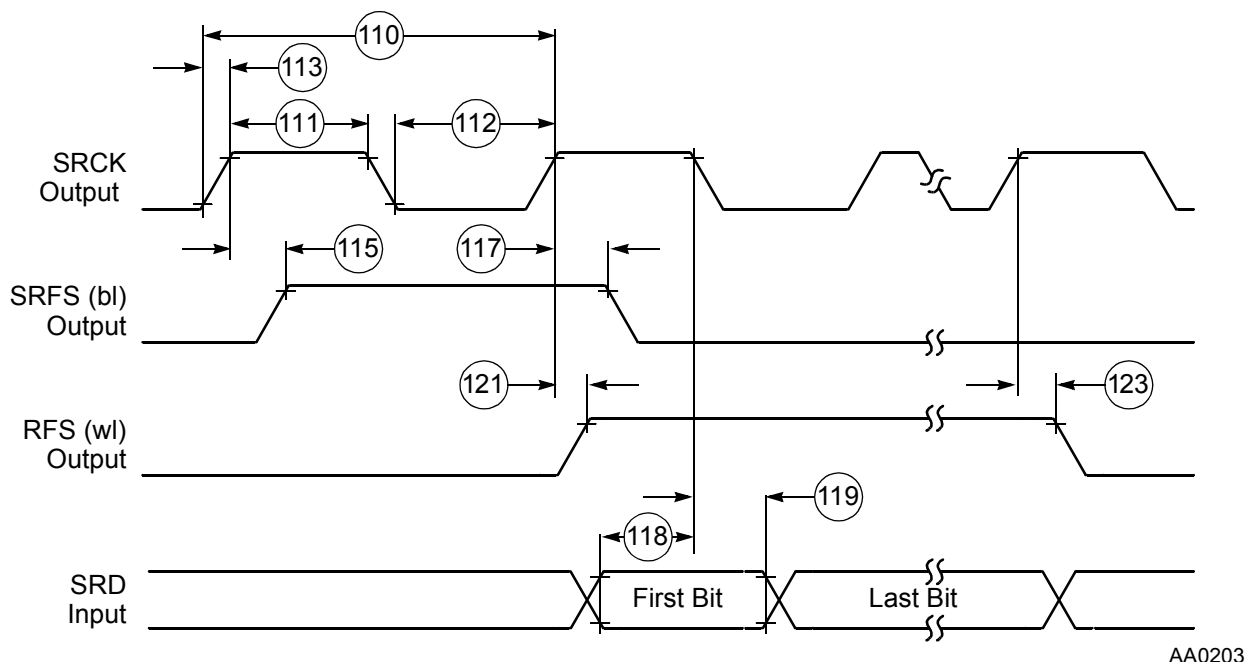 110
113
111
112
SRCK
Output
115
117
SRFS (bl)
Output
121
123
RFS (wl)
Output
119
118
SRD
Input
First Bit
Last Bit
AA0203